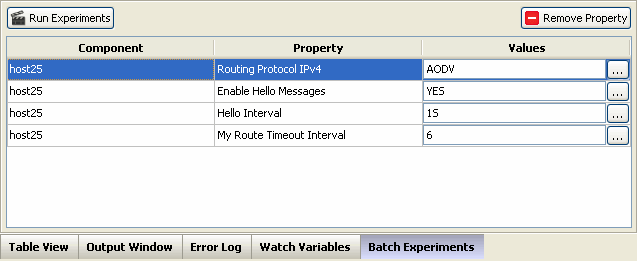 Run Experiments Remove Property
Component Property Values
host25 Routing Protocol IPv4 AODV ...
host25 Enable Hello Messages YES ...
host25 Hello Interval 1S ...
host25 My Route Timeout Interval 6 ...
Table View Output Window Error Log Watch Variables Batch Experiments